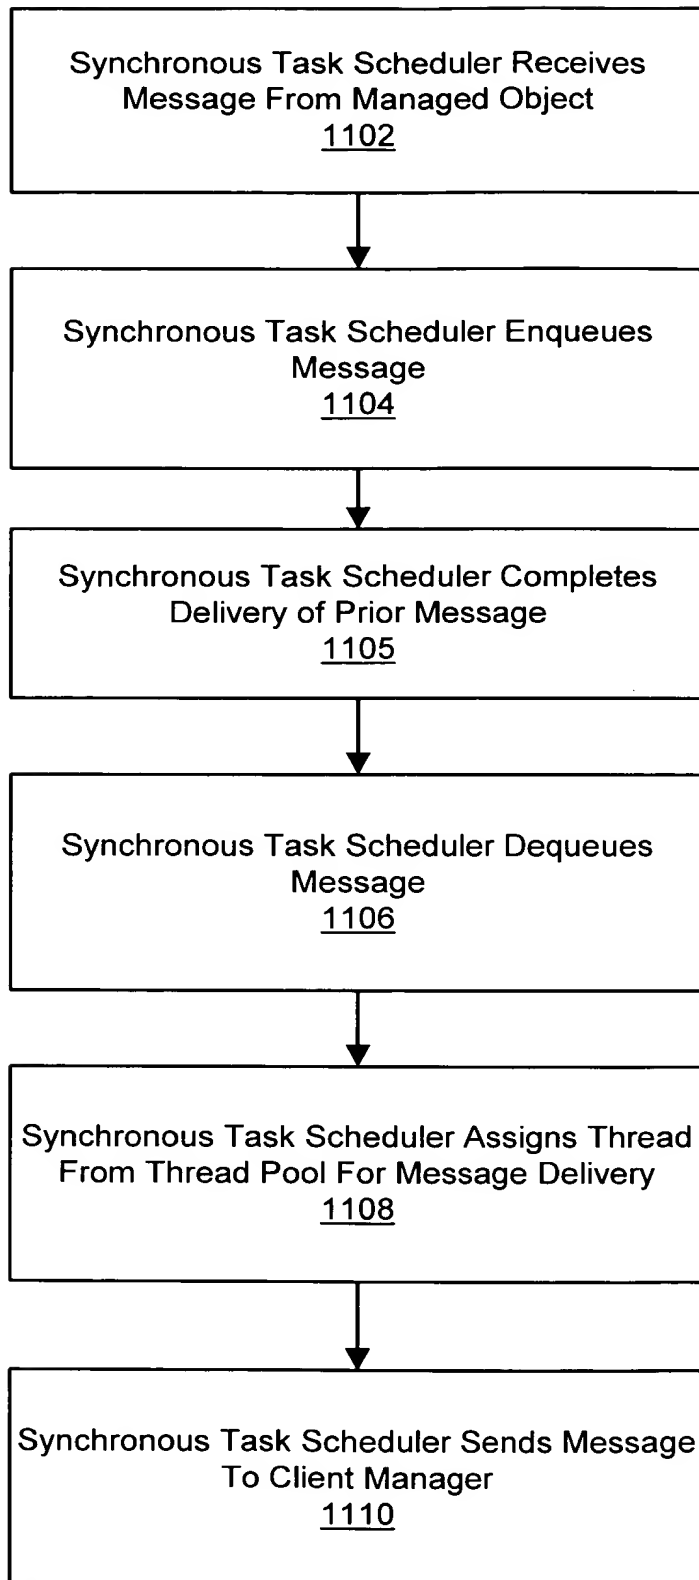 Synchronous Task Scheduler Receives
Message From Managed Object
1102
Synchronous Task Scheduler Enqueues
Message
1104
Synchronous Task Scheduler Completes
Delivery of Prior Message
1105
Synchronous Task Scheduler Dequeues
Message
1106
Synchronous Task Scheduler Assigns Thread
From Thread Pool For Message Delivery
1108
Synchronous Task Scheduler Sends Message
To Client Manager
1110